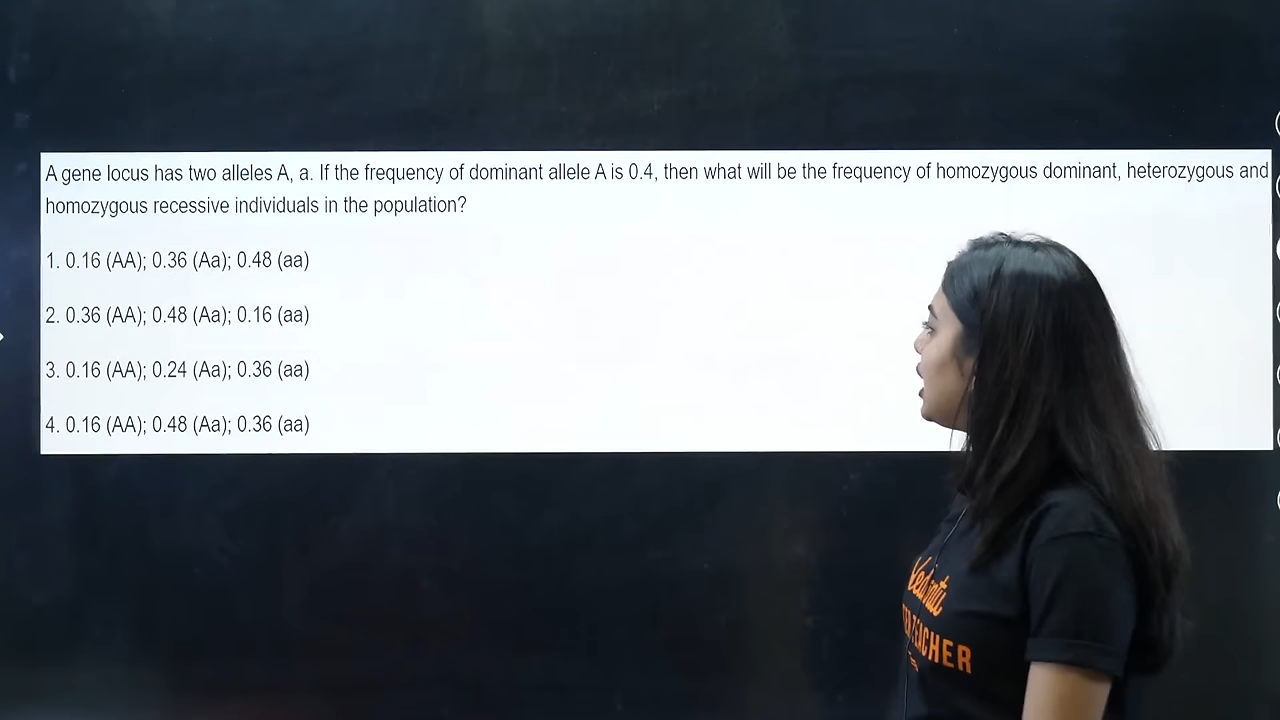 A gene locus has two alleles A, a. If the frequency of dominant allele A is 0.4, then what will be the frequency of homozygous dominant, heterozygous and
homozygous recessive individuals in the population?
1. 0.16 (AA); 0.36 (Aa); 0.48 (aa)
2. 0.36 (AA); 0.48 (Aa); 0.16 (aa)
3. 0.16 (AA); 0.24 (Aa); 0.36 (aa)
4. 0.16 (AA); 0.48 (Aa); 0.36 (aa)